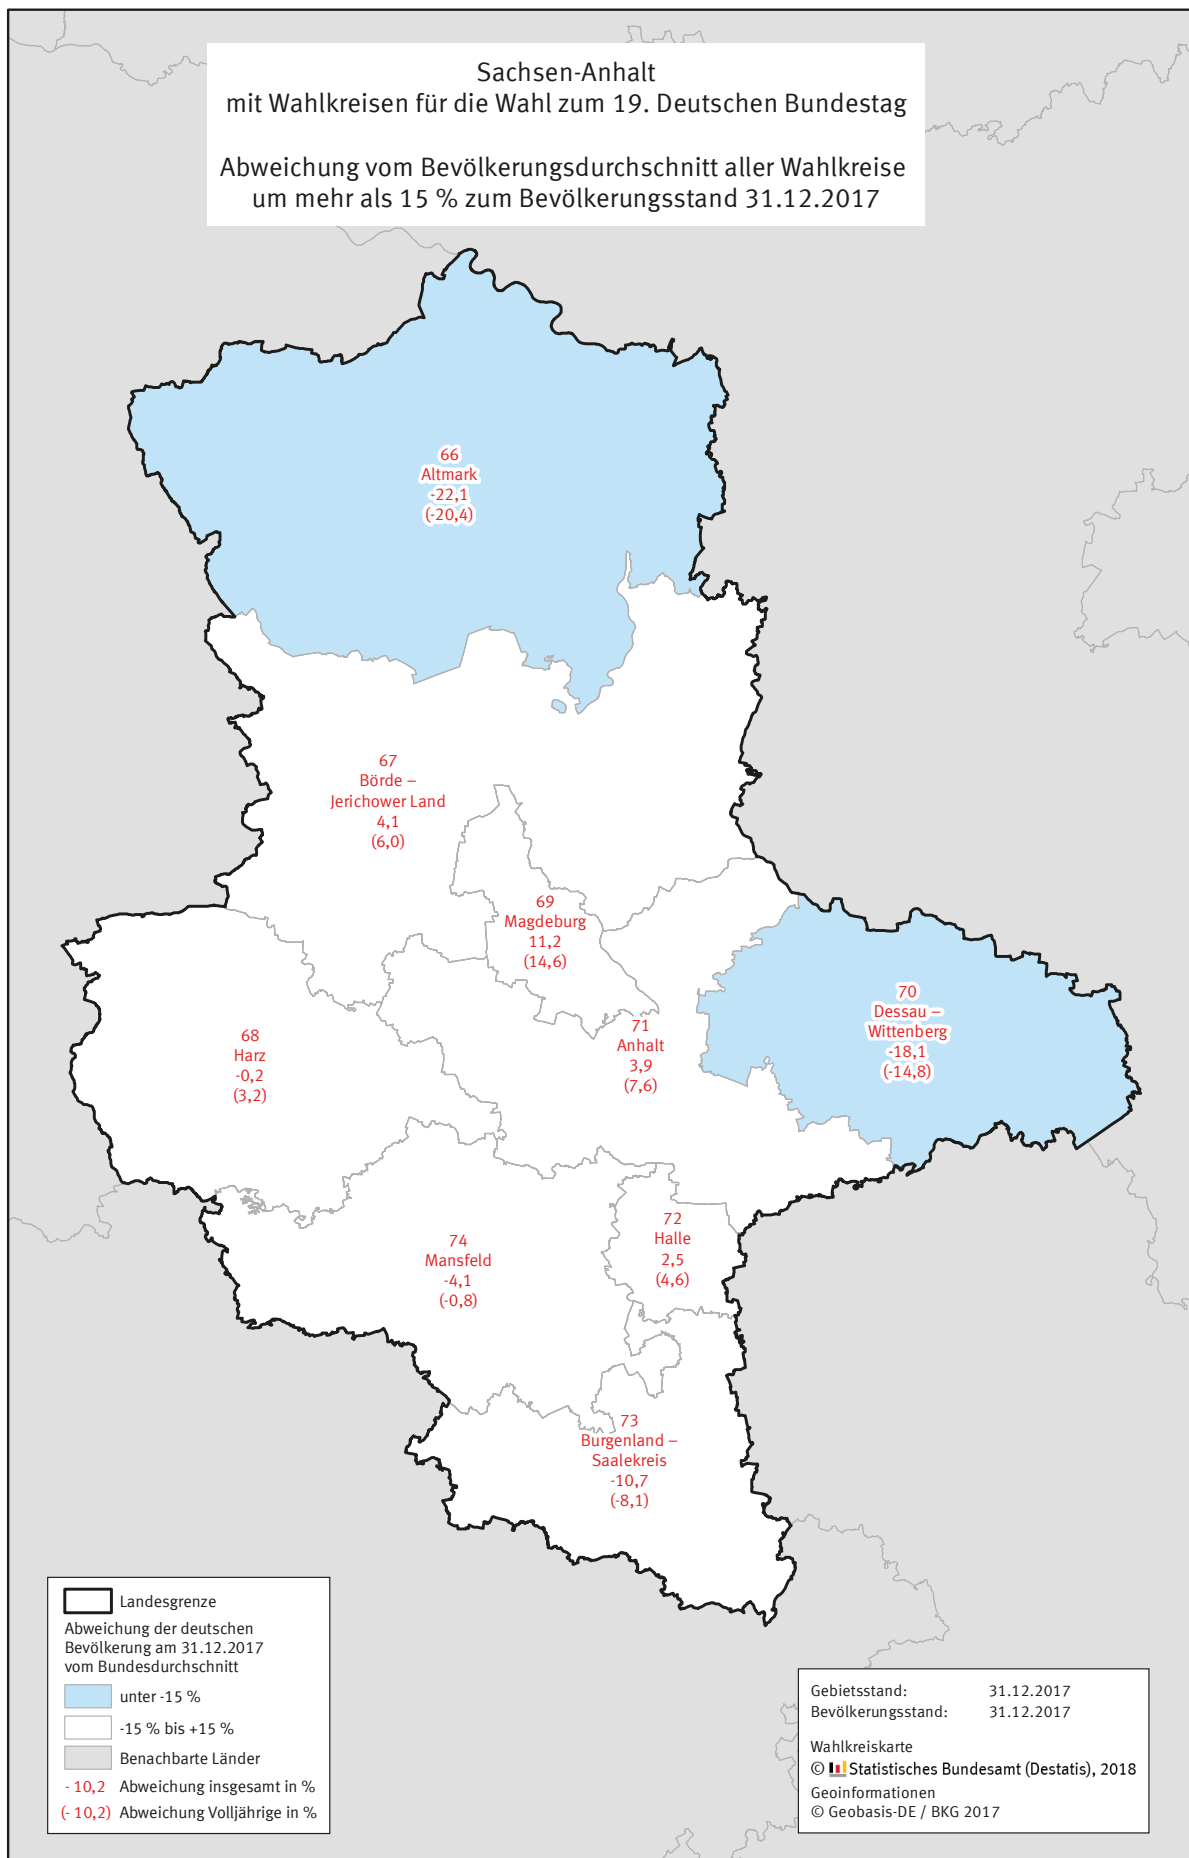 Sachsen-Anhalt
mit Wahlkreisen für die Wahl zum 19. Deutschen Bundestag
Abweichung vom Bevölkerungsdurchschnitt aller Wahlkreise
um mehr als 15 % zum Bevölkerungsstand 31.12.2017
66
Altmark
-22,1
(-20,4)
67
Börde –
Jerichower Land
4,1
(6,0)
69
Magdeburg
11,2
(14,6)
70
Dessau –
Wittenberg
-18,1
(-14,8)
71
Anhalt
3,9
(7,6)
68
Harz
-0,2
(3,2)
72
Halle
2,5
(4,6)
74
Mansfeld
-4,1
(-0,8)
73
Burgenland –
Saalekreis
-10,7
(-8,1)
Landesgrenze
Abweichung der deutschen
Bevölkerung am 31.12.2017
vom Bundesdurchschnitt
unter -15 %
-15 % bis +15 %
Benachbarte Länder
- 10,2 Abweichung insgesamt in %
(- 10,2) Abweichung Volljährige in %
Gebietsstand: 31.12.2017
Bevölkerungsstand: 31.12.2017
Wahlkreiskarte
© Statistisches Bundesamt (Destatis), 2018
Geoinformationen
© Geobasis-DE / BKG 2017